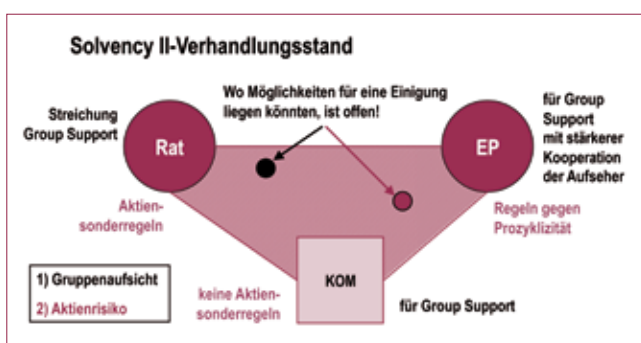 Solvency II-Verhandlungsstand
Wo Möglichkeiten für eine Einigung
liegen könnten, ist offen!
Streichung
Group Support
Rat
EP
für Group
Support
mit stärkerer
Kooperation
der Aufseher
Aktien-
sonderregeln
Regeln gegen
Prozyklizität
KOM
1) Gruppenaufsicht
2) Aktienrisiko
keine Aktien-
sonderregeln
für Group Support